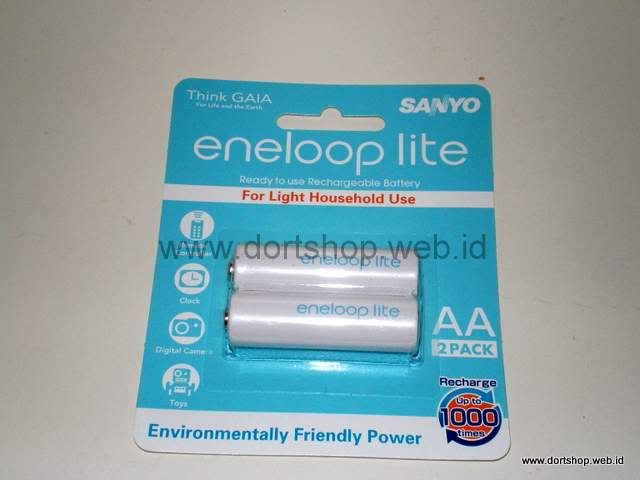 Think GAIA
For Life and the Earth
SANYO
eneloop lite
Ready to use Rechargeable Battery
For Light Household Use
www.dortshop.web.id
eneloop lite
eneloop lite
Clock
Digital Camera
Toys
AA
2 PACK
Recharge
Up to
1000
times
Environmentally Friendly Power
www.dortshop.web.id